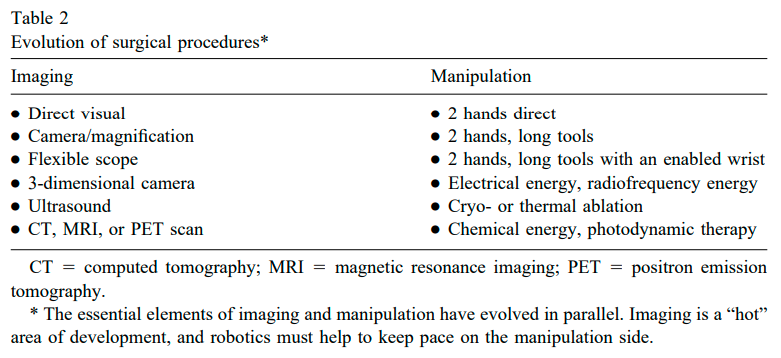 Table 2
Evolution of surgical procedures*
Imaging Manipulation
● Direct visual ● 2 hands direct
● Camera/magnification ● 2 hands, long tools
● Flexible scope ● 2 hands, long tools with an enabled wrist
● 3-dimensional camera ● Electrical energy, radiofrequency energy
● Ultrasound ● Cryo- or thermal ablation
● CT, MRI, or PET scan ● Chemical energy, photodynamic therapy
CT = computed tomography; MRI = magnetic resonance imaging; PET = positron emission
tomography.
* The essential elements of imaging and manipulation have evolved in parallel. Imaging is a “hot”
area of development, and robotics must help to keep pace on the manipulation side.